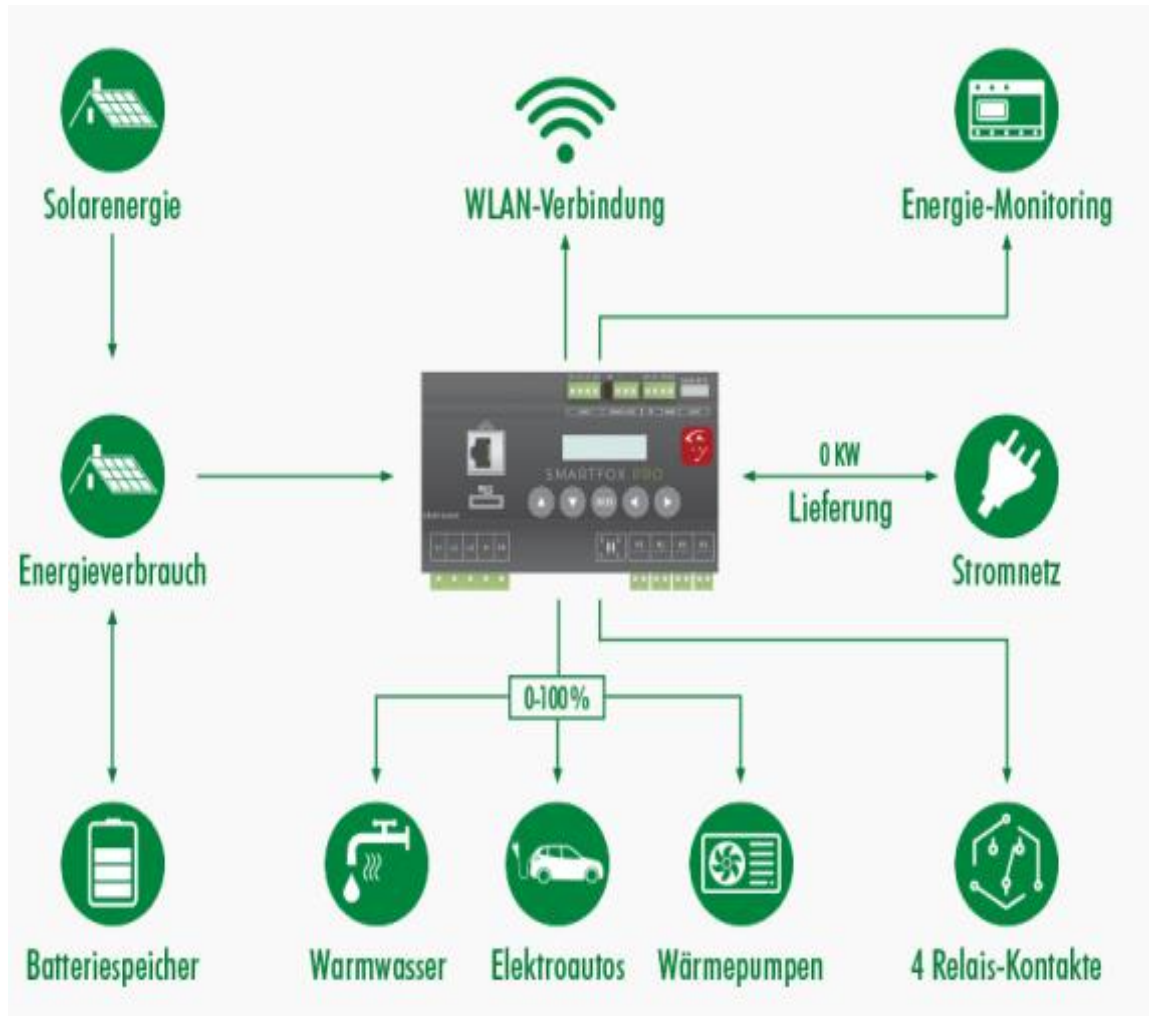 Solarenergie
WLAN-Verbindung
Energie-Monitoring
SMARTFOX PRO
0 KW
Lieferung
Energieverbrauch
Stromnetz
0-100%
Batteriespeicher
Warmwasser
Elektroautos
Wärmepumpen
4 Relais-Kontakte